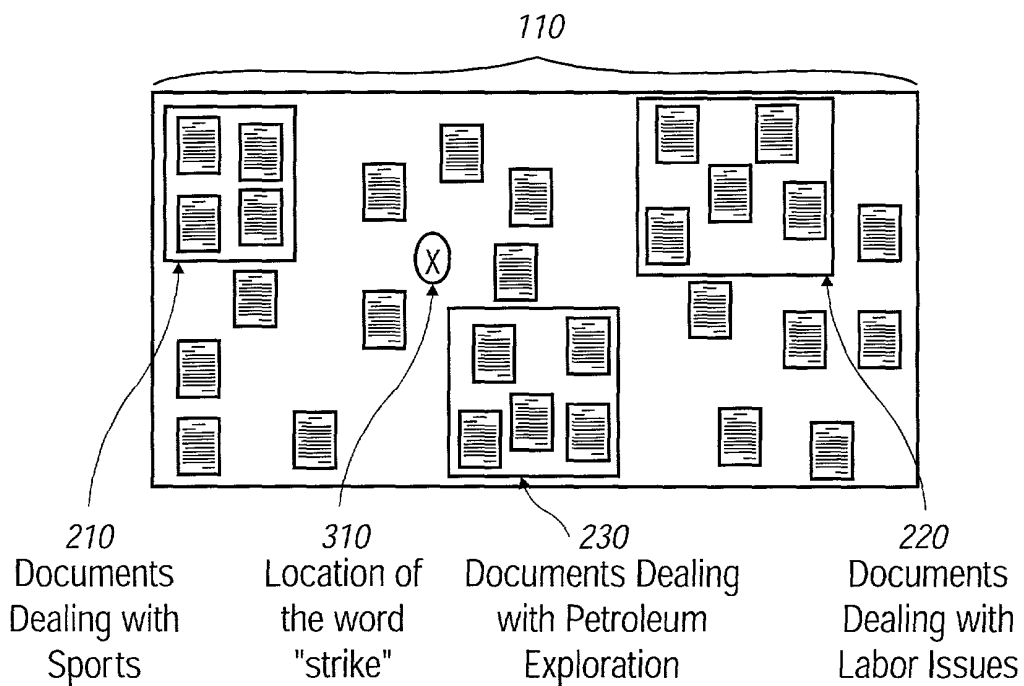 110
X
210
Documents
Dealing with
Sports
310
Location of
the word
"strike"
230
Documents Dealing
with Petroleum
Exploration
220
Documents
Dealing with
Labor Issues